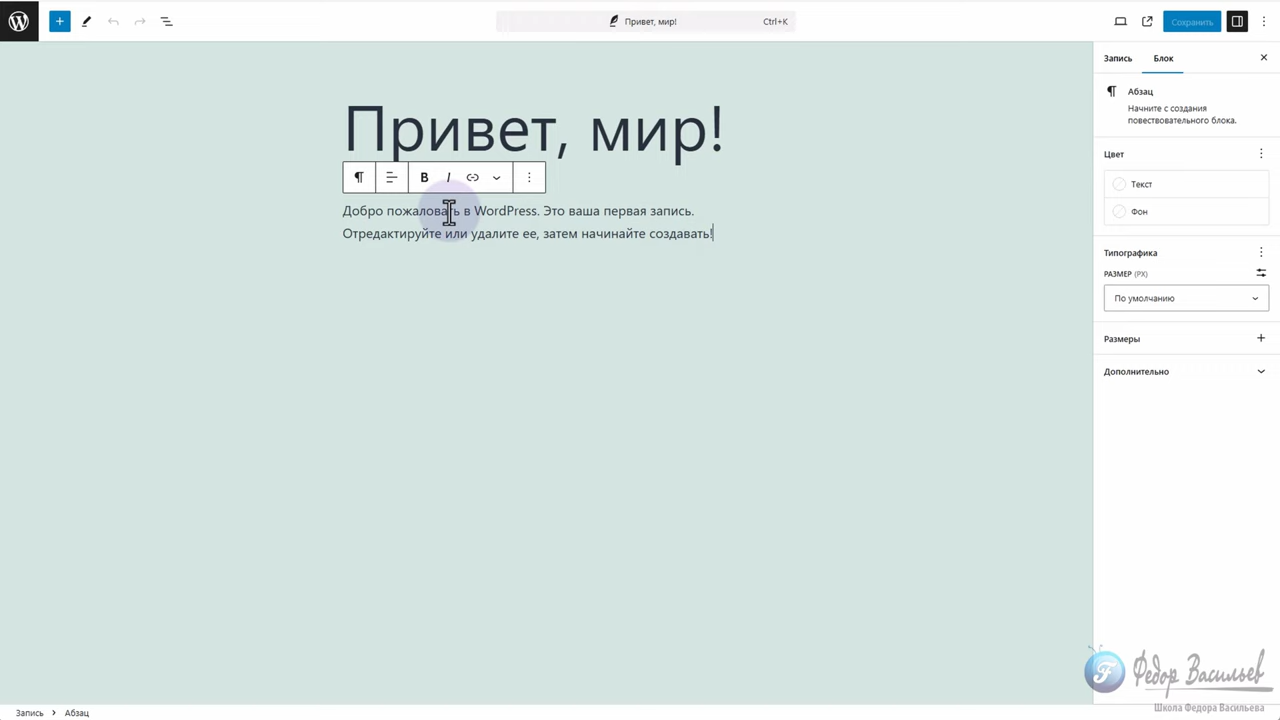 Привет, мир!
Ctrl+K
Сохранить
Запись
Блок
Привет, мир!
B I
Добро пожаловать в WordPress. Это ваша первая запись.
Отредактируйте или удалите ее, затем начинайте создавать!
Абзац
Начните с создания
повествовательного блока.
Цвет
Текст
Фон
Типографика
РАЗМЕР (PX)
По умолчанию
Размеры
Дополнительно
Федор Васильев
Школа Федора Васильева
Запись > Абзац